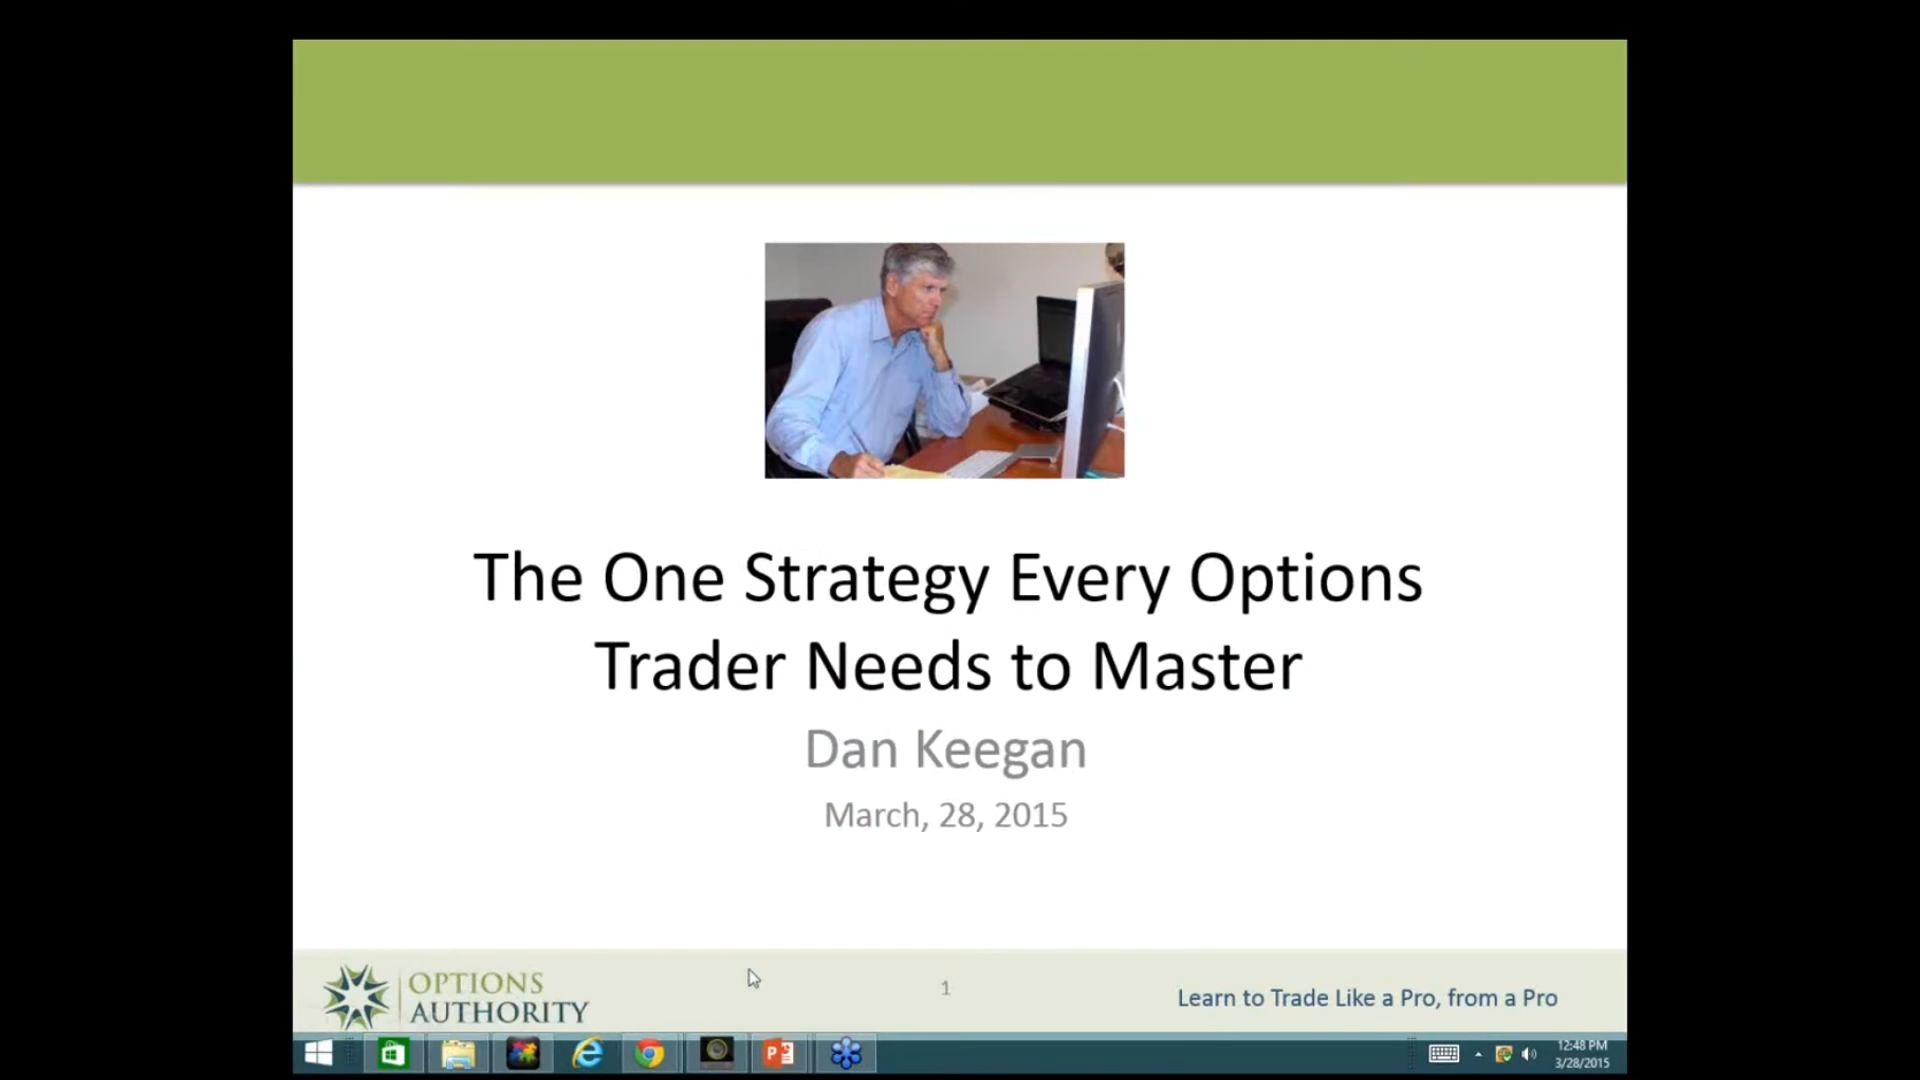 The One Strategy Every Options
Trader Needs to Master
Dan Keegan
March, 28, 2015
OPTIONS
AUTHORITY
1
Learn to Trade Like a Pro, from a Pro
12:48 PM
3/28/2015